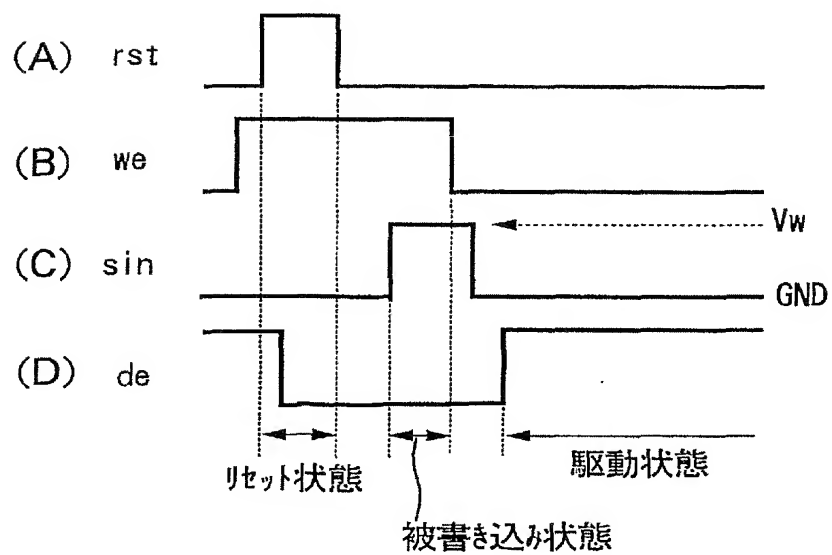 (A) rst
(B) we
Vw
(C) sin
GND
(D) de
リセット状態
駆動状態
被書き込み状態